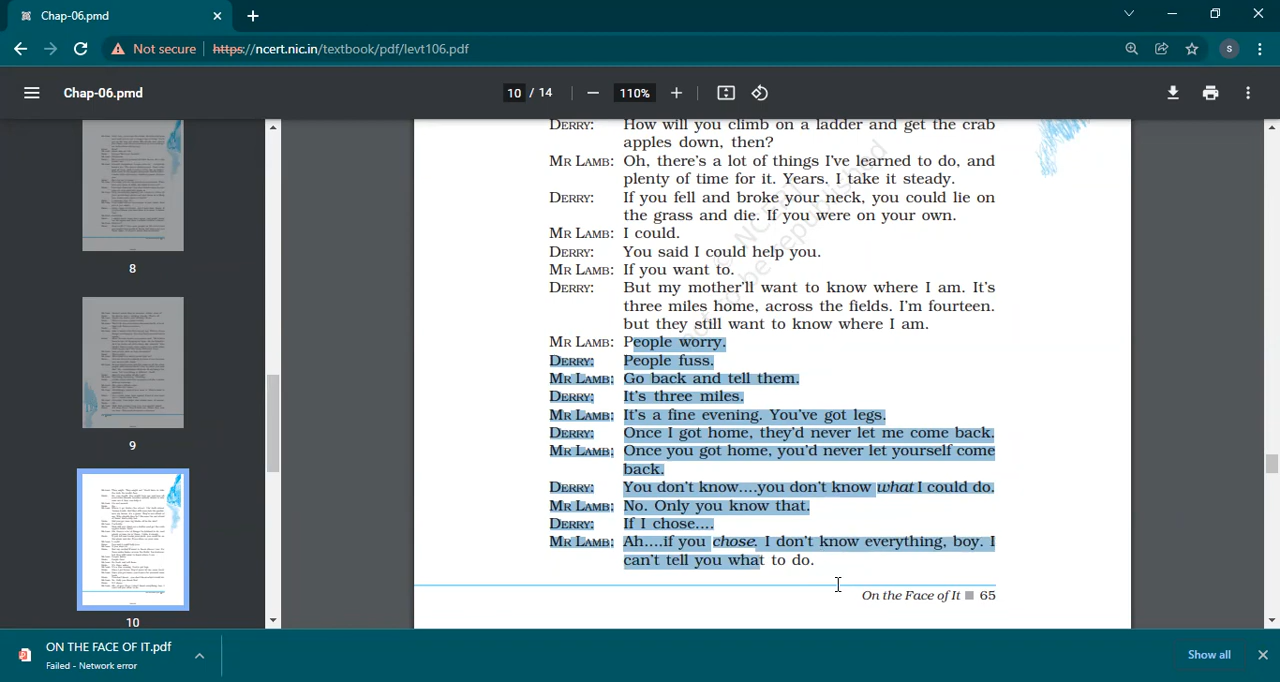 Chap-06.pmd
Not secure https://ncert.nic.in/textbook/pdf/levt106.pdf
S
Chap-06.pmd
10 / 14
110%
DERRY: How will you climb on a ladder and get the crab
apples down, then?
MR LAMB: Oh, there's a lot of things I've learned to do, and
plenty of time for it. Years. I take it steady.
DERRY: If you fell and broke your neck, you could lie on
the grass and die. If you were on your own.
MR LAMB: I could.
DERRY: You said I could help you.
MR LAMB: If you want to.
DERRY: But my mother'll want to know where I am. It's
three miles home, across the fields. I'm fourteen.
but they still want to know where I am.
MR LAMB: People worry.
DERRY: People fuss.
MR LAMB: Go back and tell them.
DERRY: It's three miles.
MR LAMB: It's a fine evening. You've got legs.
DERRY: Once I got home, they'd never let me come back.
MR LAMB: Once you got home, you'd never let yourself come
back.
DERRY: You don't know....you don't know what I could do.
MR LAMB: No. Only you know that.
DERRY: If I chose....
MR LAMB: Ah....if you chose. I don't know everything, boy. I
can't tell you what to do.
On the Face of It 65
8
9
10
ON THE FACE OF IT.pdf
Failed - Network error
Show all